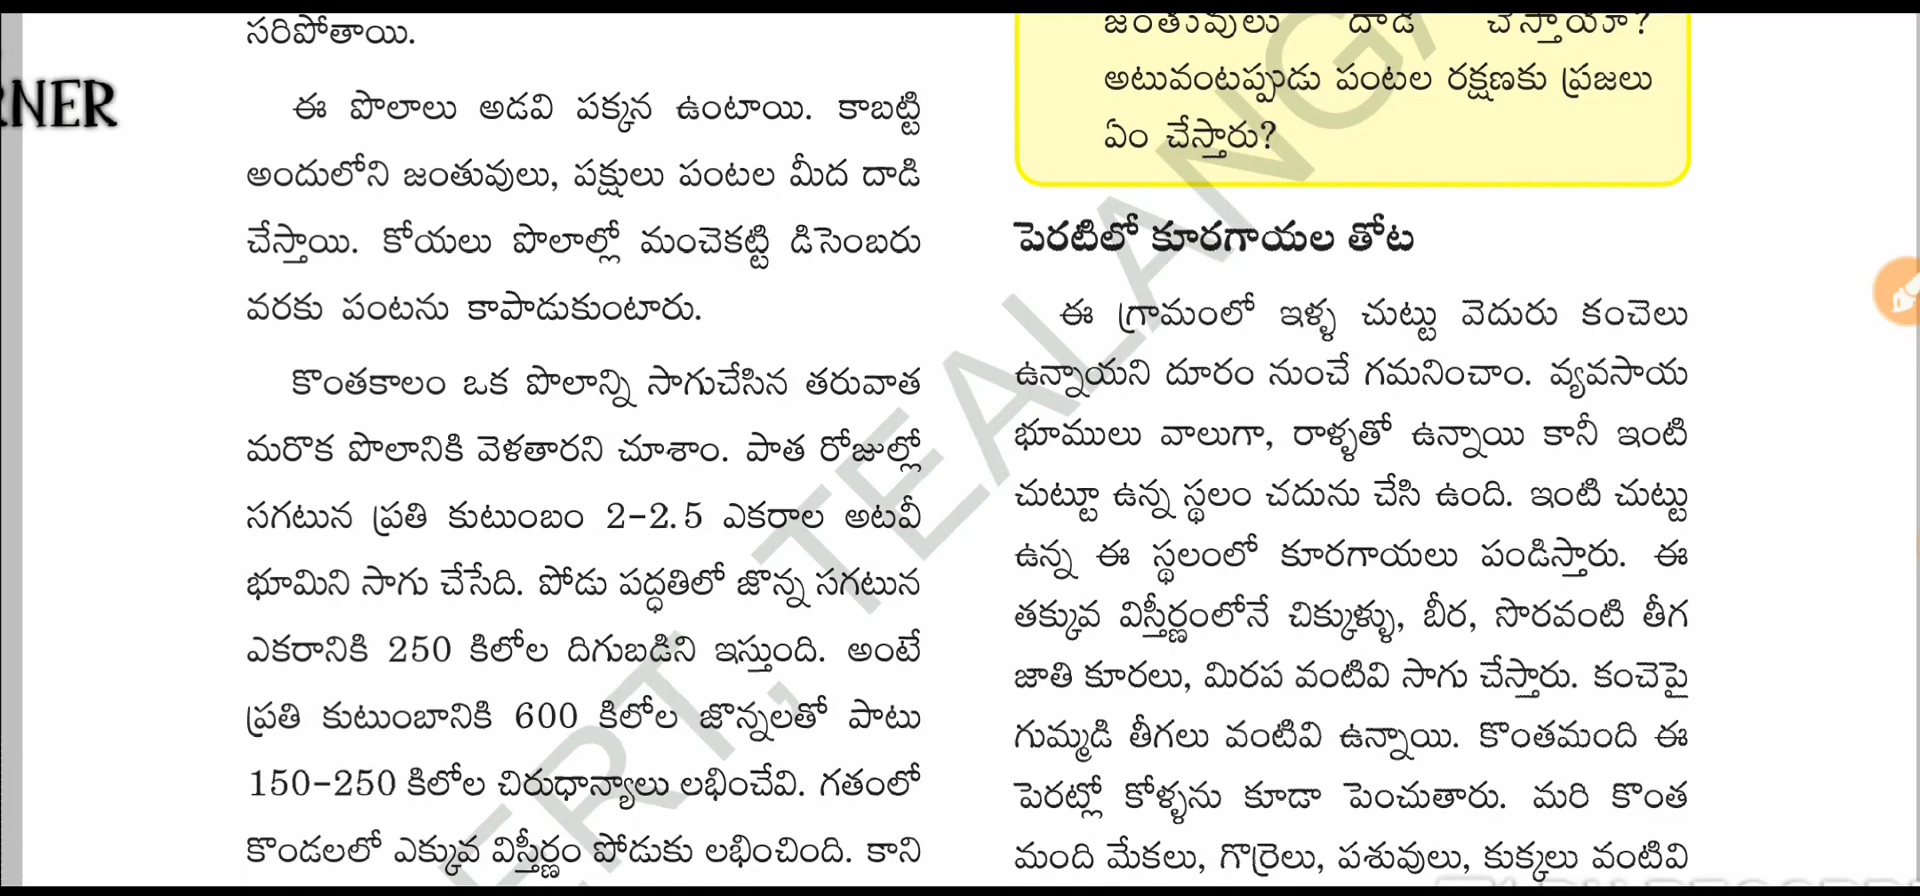 సరిపోతాయి.
RNER
ఈ పొలాలు అడవి పక్కన ఉంటాయి. కాబట్టి
అందులోని జంతువులు, పక్షులు పంటల మీద దాడి
చేస్తాయి. కోయలు పొలాల్లో మంచెకట్టి డిసెంబరు
వరకు పంటను కాపాడుకుంటారు.
కొంతకాలం ఒక పొలాన్ని సాగుచేసిన తరువాత
మరొక పొలానికి వెళతారని చూశాం. పాత రోజుల్లో
సగటున ప్రతి కుటుంబం 2-2.5 ఎకరాల అటవీ
భూమిని సాగు చేసేది. పోడు పద్ధతిలో జొన్న సగటున
ఎకరానికి 250 కిలోల దిగుబడిని ఇస్తుంది. అంటే
ప్రతి కుటుంబానికి 600 కిలోల జొన్నలతో పాటు
150-250 కిలోల చిరుధాన్యాలు లభించేవి. గతంలో
కొండలలో ఎక్కువ విస్తీర్ణం పోడుకు లభించింది. కాని
జంతువులు దాడి చేస్తాయా?
అటువంటప్పుడు పంటల రక్షణకు ప్రజలు
ఏం చేస్తారు?
పెరటిలో కూరగాయల తోట
ఈ గ్రామంలో ఇళ్ళ చుట్టు వెదురు కంచెలు
ఉన్నాయని దూరం నుంచే గమనించాం. వ్యవసాయ
భూములు వాలుగా, రాళ్ళతో ఉన్నాయి కానీ ఇంటి
చుట్టూ ఉన్న స్థలం చదును చేసి ఉంది. ఇంటి చుట్టు
ఉన్న ఈ స్థలంలో కూరగాయలు పండిస్తారు. ఈ
తక్కువ విస్తీర్ణంలోనే చిక్కుళ్ళు, బీర, సొరవంటి తీగ
జాతి కూరలు, మిరప వంటివి సాగు చేస్తారు. కంచెపై
గుమ్మడి తీగలు వంటివి ఉన్నాయి. కొంతమంది ఈ
పెరట్లో కోళ్ళను కూడా పెంచుతారు. మరి కొంత
మంది మేకలు, గొర్రెలు, పశువులు, కుక్కలు వంటివి
ERT, TEALANGA